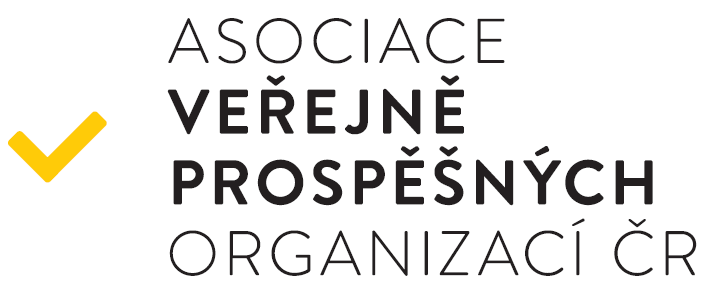 ASOCIACE
VEŘEJNĚ
PROSPĚŠNÝCH
ORGANIZACÍ ČR